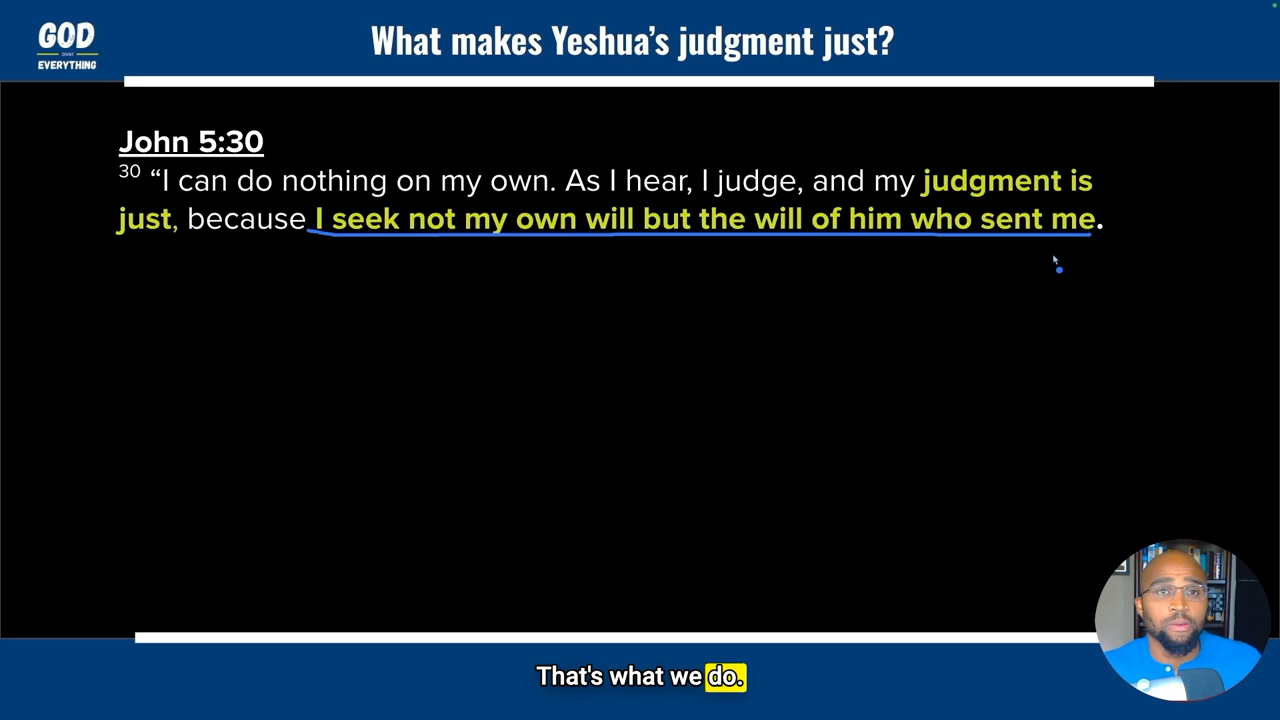 GOD
over
EVERYTHING
What makes Yeshua’s judgment just?
John 5:30
30 “I can do nothing on my own. As I hear, I judge, and my judgment is
just, because I seek not my own will but the will of him who sent me.
That's what we do.